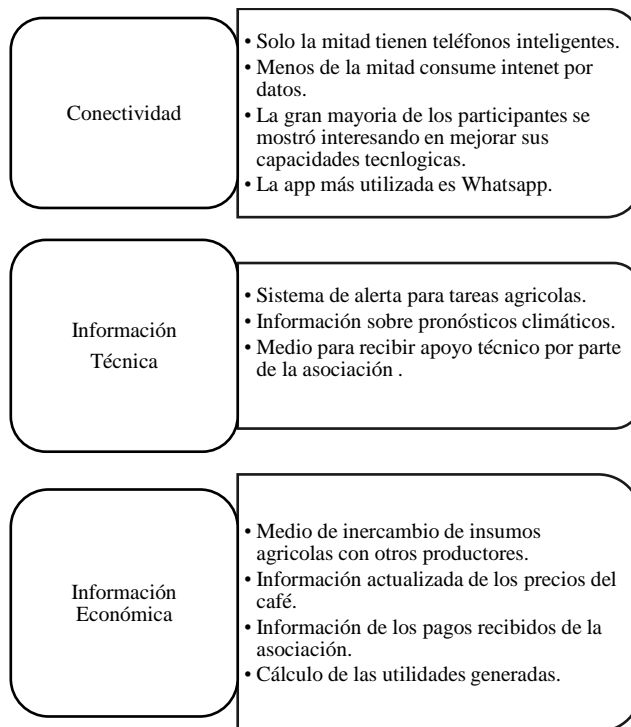 Conectividad
• Solo la mitad tienen teléfonos inteligentes.
• Menos de la mitad consume intenet por
datos.
• La gran mayoria de los participantes se
mostró interesando en mejorar sus
capacidades tecnlogicas.
• La app más utilizada es Whatsapp.
Información
Técnica
• Sistema de alerta para tareas agricolas.
• Información sobre pronósticos climáticos.
• Medio para recibir apoyo técnico por parte
de la asociación .
Información
Económica
• Medio de inercambio de insumos
agricolas con otros productores.
• Información actualizada de los precios del
café.
• Información de los pagos recibidos de la
asociación.
• Cálculo de las utilidades generadas.